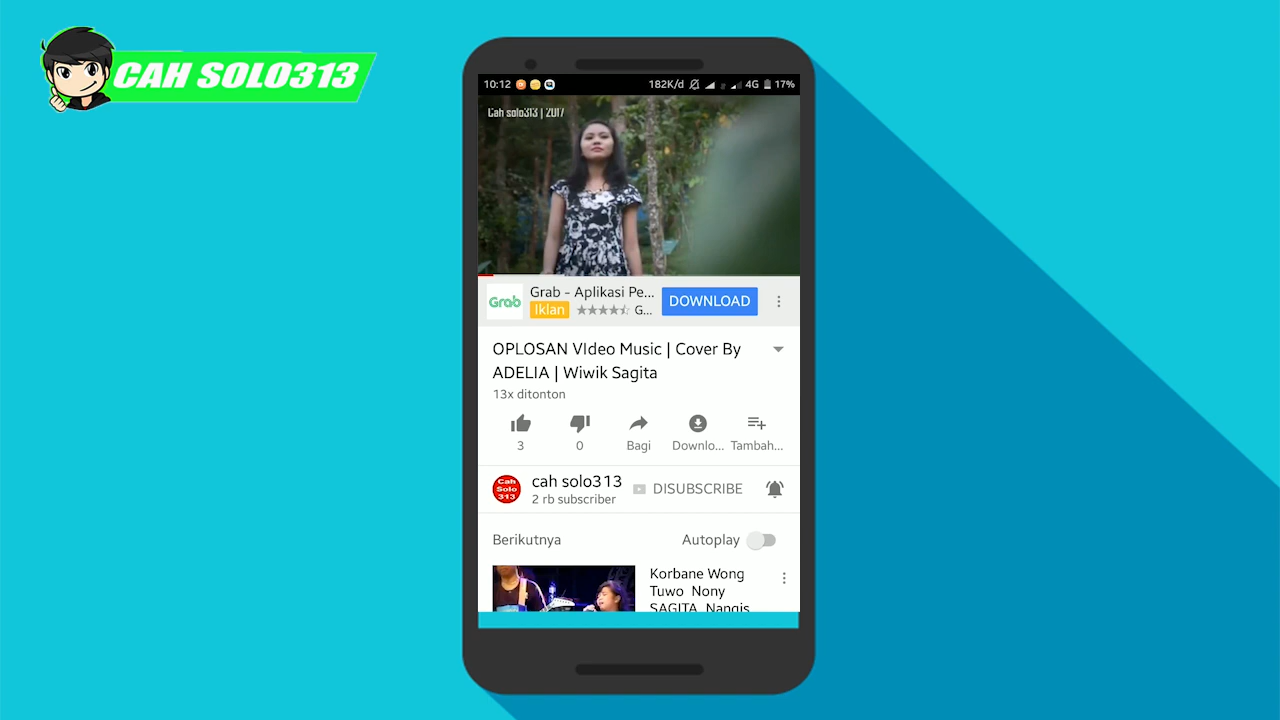 CAH SOLO313
10:12 182K/d 4G 17%
Cah solo313 | 2017
Grab
Grab - Aplikasi Pe...
Iklan G...
DOWNLOAD
OPLOSAN VIdeo Music | Cover By
ADELIA | Wiwik Sagita
13x ditonton
3 0 Bagi Downlo... Tambah...
Cah
Solo
313
cah solo313
2 rb subscriber
DISUBSCRIBE
Berikutnya Autoplay
Korbane Wong
Tuwo Nony
SAGITA Nangis